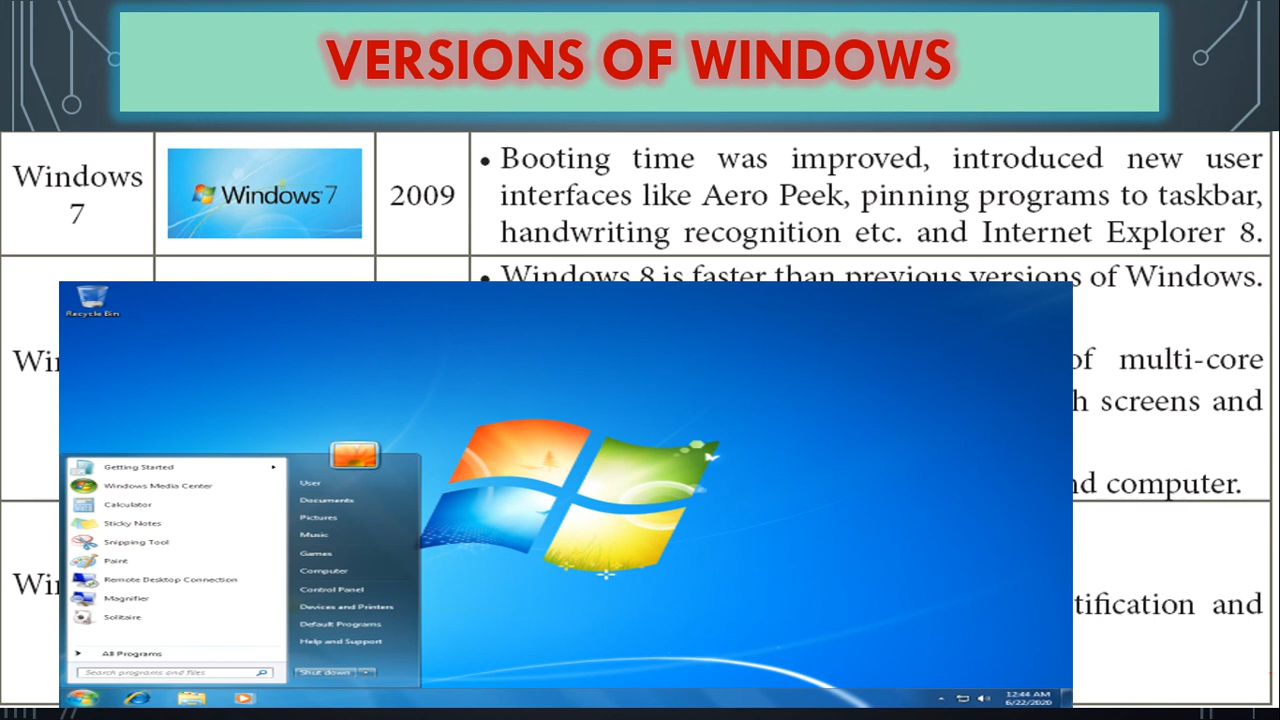 VERSIONS OF WINDOWS
Windows
7
Windows 7
2009
• Booting time was improved, introduced new user
interfaces like Aero Peek, pinning programs to taskbar,
handwriting recognition etc. and Internet Explorer 8.
• Windows 8 is faster than previous versions of Windows.
of multi-core
screens and
computer.
and
Recycle Bin
Getting Started
Windows Media Center
Calculator
Sticky Notes
Snipping Tool
Paint
Remote Desktop Connection
Magnifier
Solitaire
All Programs
Search programs and files
User
Documents
Pictures
Music
Games
Computer
Control Panel
Devices and Printers
Default Programs
Help and Support
Shut down
12:44 AM
6/22/2020